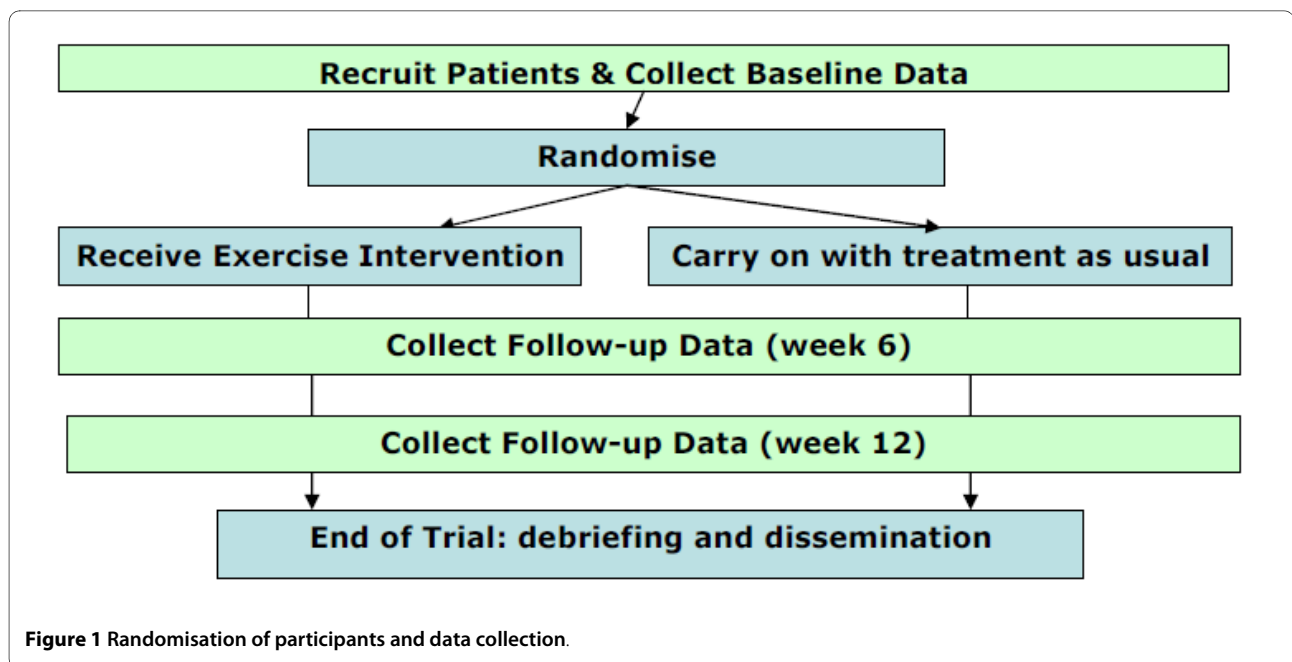 Recruit Patients & Collect Baseline Data
Randomise
Receive Exercise Intervention
Carry on with treatment as usual
Collect Follow-up Data (week 6)
Collect Follow-up Data (week 12)
End of Trial: debriefing and dissemination
Figure 1 Randomisation of participants and data collection.